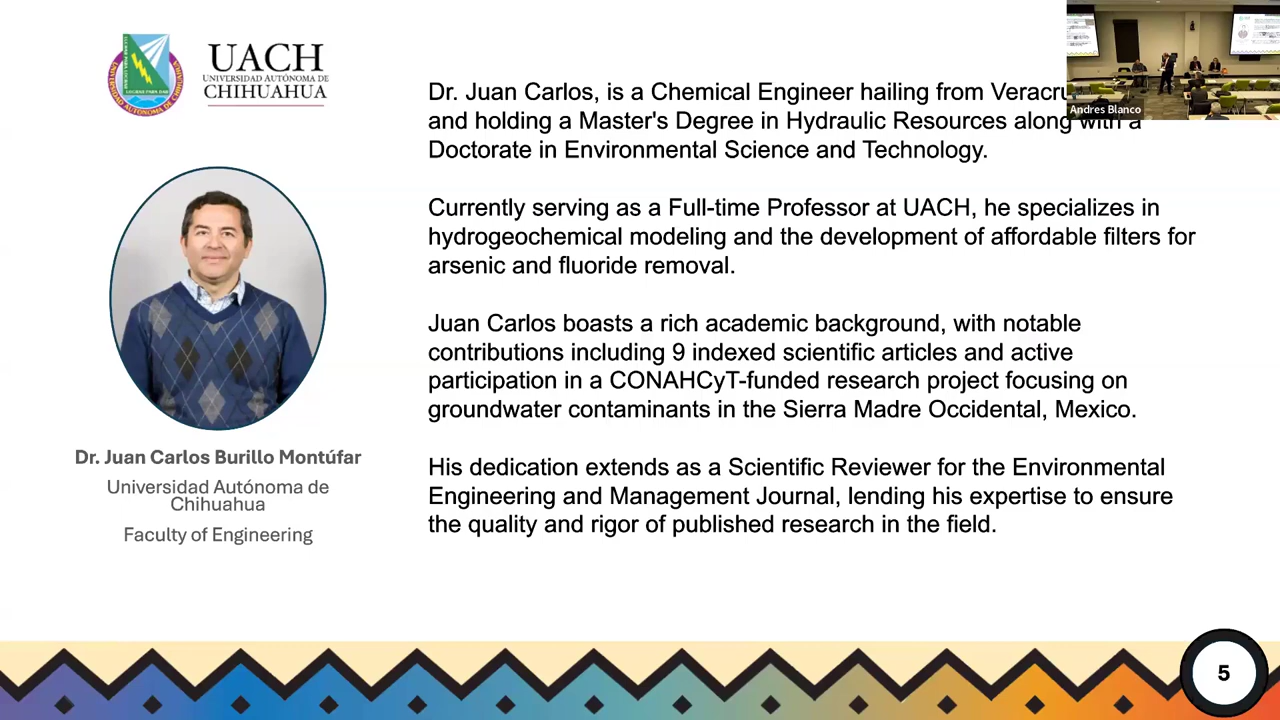 UACH
UNIVERSIDAD AUTÓNOMA DE
CHIHUAHUA
Dr. Juan Carlos, is a Chemical Engineer hailing from
and holding a Master's Degree in Hydraulic Resources along with a
Doctorate in Environmental Science and Technology.
Andres Blanco
Currently serving as a Full-time Professor at UACH, he specializes in
hydrogeochemical modeling and the development of affordable filters for
arsenic and fluoride removal.
Juan Carlos boasts a rich academic background, with notable
contributions including 9 indexed scientific articles and active
participation in a CONAHCyT-funded research project focusing on
groundwater contaminants in the Sierra Madre Occidental, Mexico.
His dedication extends as a Scientific Reviewer for the Environmental
Engineering and Management Journal, lending his expertise to ensure
the quality and rigor of published research in the field.
Dr. Juan Carlos Burillo Montúfar
Universidad Autónoma de
Chihuahua
Faculty of Engineering
5